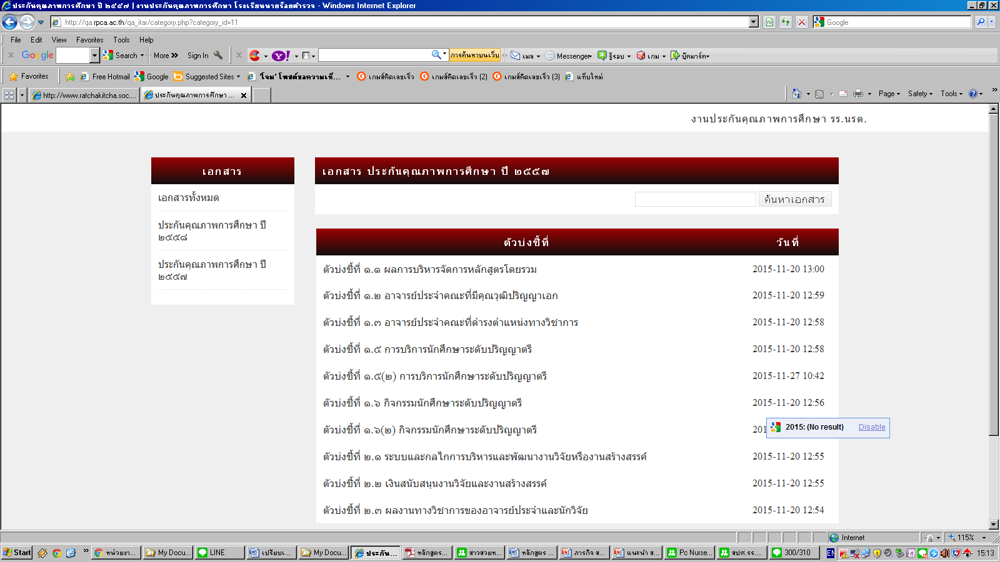 ประกันคุณภาพการศึกษา ปี ๒๕๕๗ | งานประกันคุณภาพการศึกษา โรงเรียนนายร้อยตำรวจ - Windows Internet Explorer
http://qa.rpca.ac.th/qa_itar/category.php?category_id=11
Google
File Edit View Favorites Tools Help
Google Search More » Sign In Y! การค้นหาบนเว็บ เมล Messenger รู้รอบ เกม บุ๊คมาร์ค
Favorites Free Hotmail Google Suggested Sites "โจม" โพสต์ขอความเห็... เกมส์คิดเลขเร็ว เกมส์คิดเลขเร็ว (2) เกมส์คิดเลขเร็ว (3) แท็บใหม่
http://www.ratchakitcha.soc.... ประกันคุณภาพการศึกษา ... Page Safety Tools
งานประกันคุณภาพการศึกษา รร.นรต.
เอกสาร
เอกสารทั้งหมด
ประกันคุณภาพการศึกษา ปี
๒๕๕๘
ประกันคุณภาพการศึกษา ปี
๒๕๕๗
เอกสาร ประกันคุณภาพการศึกษา ปี ๒๕๕๗
ค้นหาเอกสาร
ตัวบ่งชี้ที่ วันที่
ตัวบ่งชี้ที่ ๑.๑ ผลการบริหารจัดการหลักสูตรโดยรวม 2015-11-20 13:00
ตัวบ่งชี้ที่ ๑.๒ อาจารย์ประจำคณะที่มีคุณวุฒิปริญญาเอก 2015-11-20 12:59
ตัวบ่งชี้ที่ ๑.๓ อาจารย์ประจำคณะที่ดำรงตำแหน่งทางวิชาการ 2015-11-20 12:58
ตัวบ่งชี้ที่ ๑.๕ การบริการนักศึกษาระดับปริญญาตรี 2015-11-20 12:58
ตัวบ่งชี้ที่ ๑.๕(๒) การบริการนักศึกษาระดับปริญญาตรี 2015-11-27 10:42
ตัวบ่งชี้ที่ ๑.๖ กิจกรรมนักศึกษาระดับปริญญาตรี 2015-11-20 12:56
ตัวบ่งชี้ที่ ๑.๖(๒) กิจกรรมนักศึกษาระดับปริญญาตรี 201 2015: (No result) Disable
ตัวบ่งชี้ที่ ๒.๑ ระบบและกลไกการบริหารและพัฒนางานวิจัยหรืองานสร้างสรรค์ 2015-11-20 12:55
ตัวบ่งชี้ที่ ๒.๒ เงินสนับสนุนงานวิจัยและงานสร้างสรรค์ 2015-11-20 12:55
ตัวบ่งชี้ที่ ๒.๓ ผลงานทางวิชาการของอาจารย์ประจำและนักวิจัย 2015-11-20 12:54
Internet 115%
Start หน่วยงา... My Docu... LINE เปรียบเ... My Docu... ประกัน... หลักสูตร... สาวสวยท... หลักสูตร ... ภารกิจ ส... แนะนำ ส... Pc Nurse... สปศ.รร.... 300/310 EN 15:13